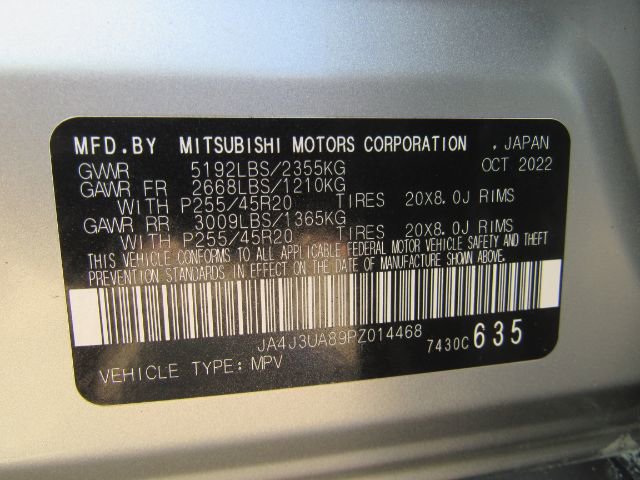 MFD.BY MITSUBISHI MOTORS CORPORATION . JAPAN
GVWR 5192LBS/2355KG OCT 2022
GAWR FR 2668LBS/1210KG
WITH P255/45R20 TIRES 20X8.0J RIMS
GAWR RR 3009LBS/1365KG
WITH P255/45R20 TIRES 20X8.0J RIMS
THIS VEHICLE CONFORMS TO ALL APPLICABLE FEDERAL MOTOR VEHICLE SAFETY AND THEFT
PREVENTION STANDARDS IN EFFECT ON THE DATE OF MANUFACTURE SHOWN ABOVE.
JA4J3UA89PZ014468 7430C 635
VEHICLE TYPE: MPV